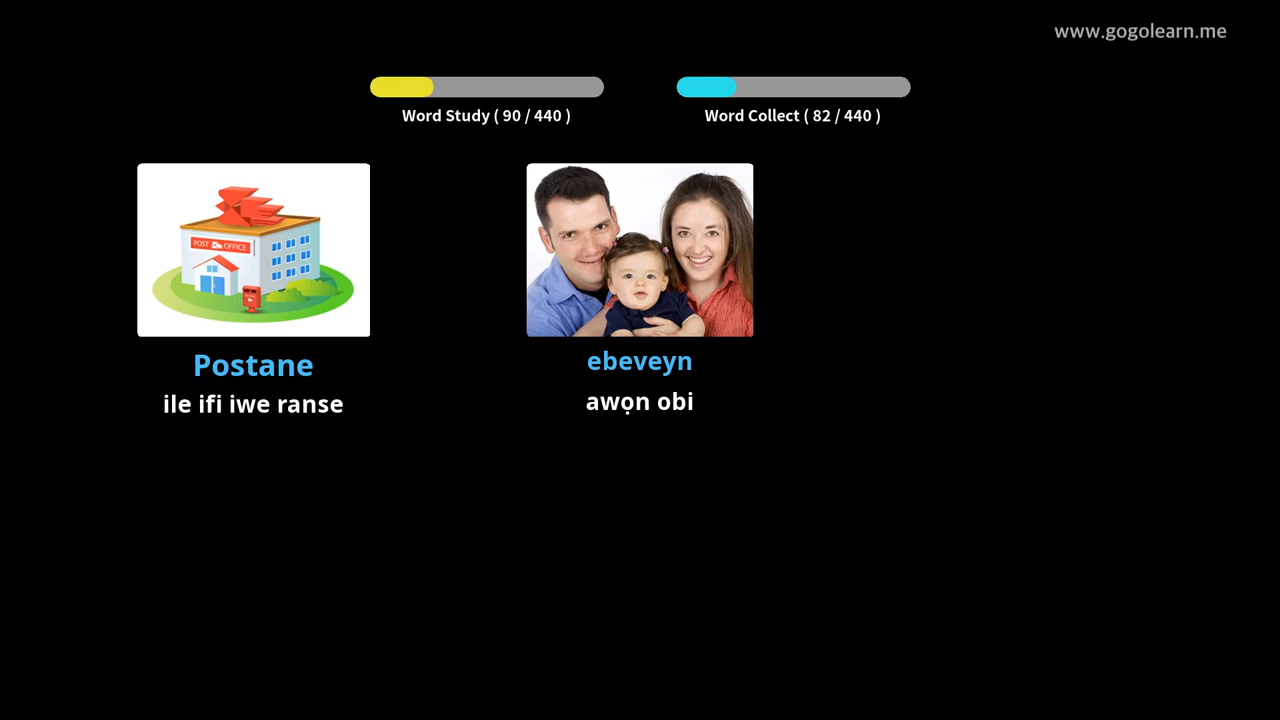 www.gogolearn.me
Word Study ( 90 / 440 )
Word Collect ( 82 / 440 )
POST OFFICE
Postane
ile ifi iwe ranse
ebeveyn
awọn obi